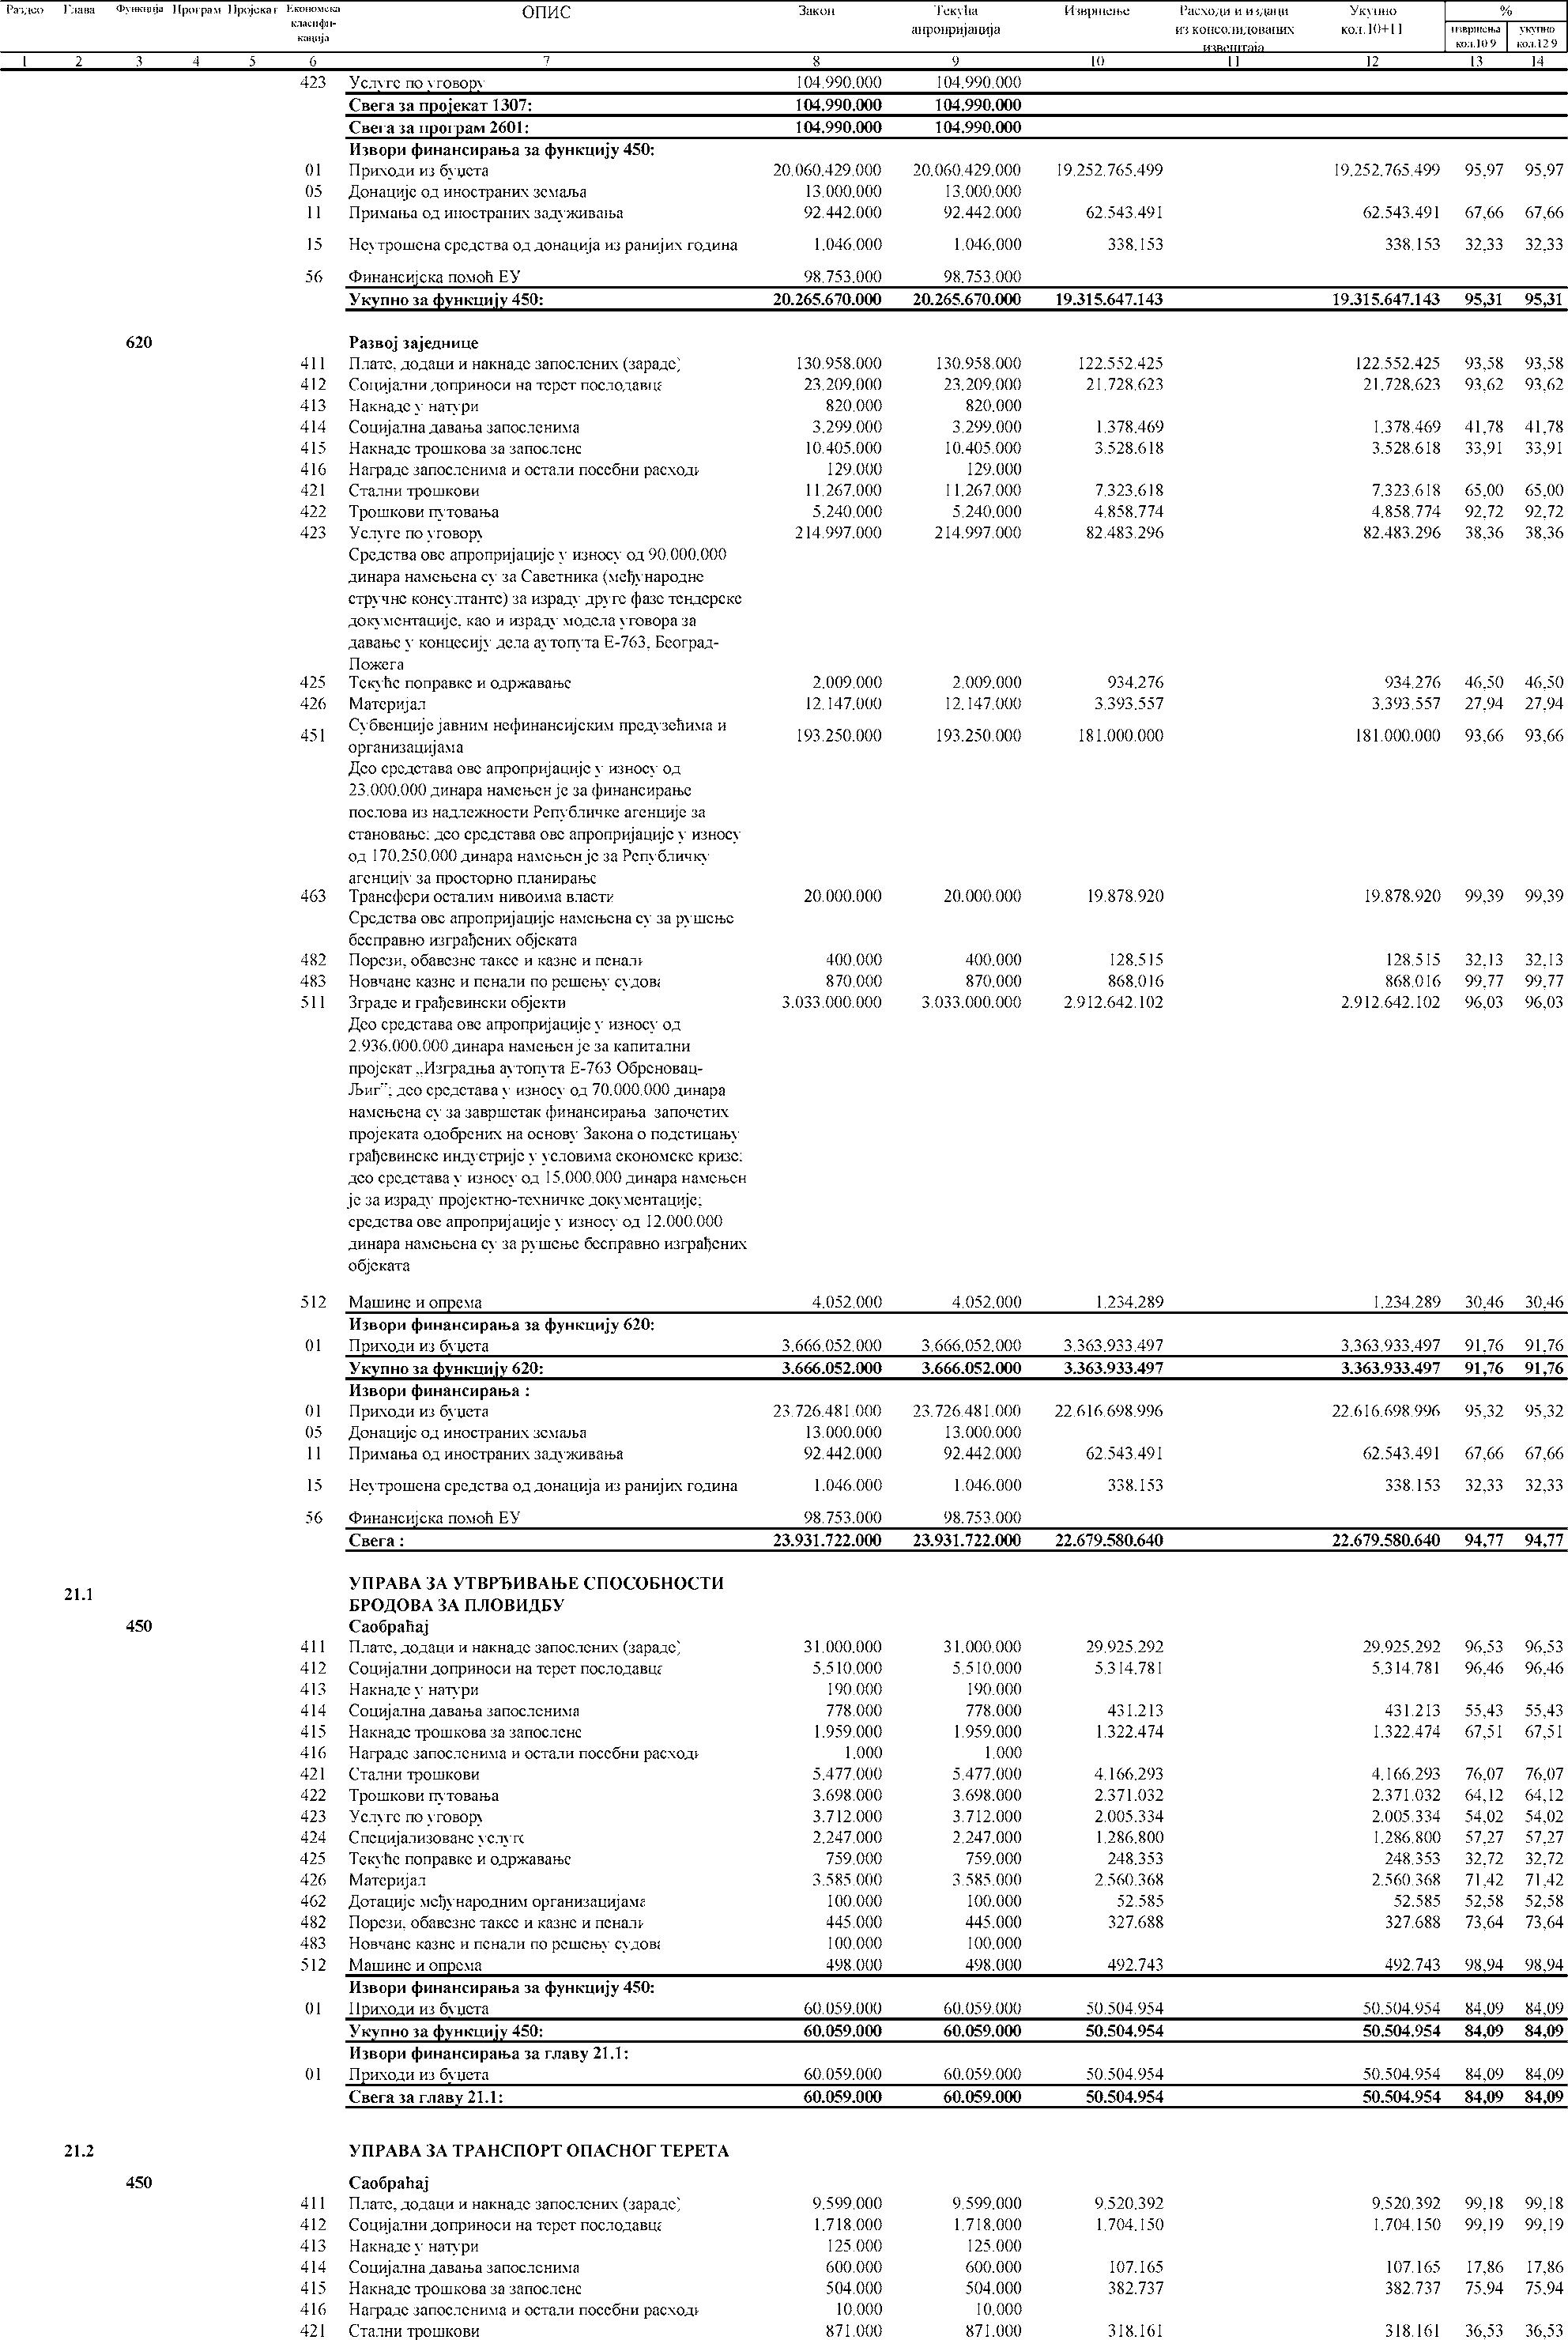 Раздео Глава Функција Програм Пројекат Економска класифи-кација ОПИС Закон Текућа апропријација Извршење Расходи и издаци из консолидованих извештаја Укупно кол.10+11 % извршења кол.10/9 укупно кол.12/9
1 2 3 4 5 6 7 8 9 10 11 12 13 14
423 Услуге по уговору 104.990.000 104.990.000
Свега за пројекат 1307: 104.990.000 104.990.000
Свега за програм 2601: 104.990.000 104.990.000
Извори финансирања за функцију 450:
01 Приходи из буџета 20.060.429.000 20.060.429.000 19.252.765.499 19.252.765.499 95,97 95,97
05 Донације од иностраних земаља 13.000.000 13.000.000
11 Примања од иностраних задуживања 92.442.000 92.442.000 62.543.491 62.543.491 67,66 67,66
15 Неутрошена средства од донација из ранијих година 1.046.000 1.046.000 338.153 338.153 32,33 32,33
56 Финансијска помоћ ЕУ 98.753.000 98.753.000
Укупно за функцију 450: 20.265.670.000 20.265.670.000 19.315.647.143 19.315.647.143 95,31 95,31
620 Развој заједнице
411 Плате, додаци и накнаде запослених (зараде) 130.958.000 130.958.000 122.552.425 122.552.425 93,58 93,58
412 Социјални доприноси на терет послодавца 23.209.000 23.209.000 21.728.623 21.728.623 93,62 93,62
413 Накнаде у натури 820.000 820.000
414 Социјална давања запосленима 3.299.000 3.299.000 1.378.469 1.378.469 41,78 41,78
415 Накнаде трошкова за запослене 10.405.000 10.405.000 3.528.618 3.528.618 33,91 33,91
416 Награде запосленима и остали посебни расходи 129.000 129.000
421 Стални трошкови 11.267.000 11.267.000 7.323.618 7.323.618 65,00 65,00
422 Трошкови путовања 5.240.000 5.240.000 4.858.774 4.858.774 92,72 92,72
423 Услуге по уговору 214.997.000 214.997.000 82.483.296 82.483.296 38,36 38,36
Средства ове апропријације у износу од 90.000.000
динара намењена су за Саветника (међународне
стручне консултанте) за израду друге фазе тендерске
документације, као и израду модела уговора за
давање у концесију дела аутопута Е-763, Београд-
Пожега
425 Текуће поправке и одржавање 2.009.000 2.009.000 934.276 934.276 46,50 46,50
426 Материјал 12.147.000 12.147.000 3.393.557 3.393.557 27,94 27,94
451 Субвенције јавним нефинансијским предузећима и
организацијама 193.250.000 193.250.000 181.000.000 181.000.000 93,66 93,66
Део средстава ове апропријације у износу од
23.000.000 динара намењен је за финансирање
послова из надлежности Републичке агенције за
становање; део средстава ове апропријације у износу
од 170.250.000 динара намењен је за Републичку
агенцију за просторно планирање
463 Трансфери осталим нивоима власти 20.000.000 20.000.000 19.878.920 19.878.920 99,39 99,39
Средства ове апропријације намењена су за рушење
бесправно изграђених објеката
482 Порези, обавезне таксе и казне и пенали 400.000 400.000 128.515 128.515 32,13 32,13
483 Новчане казне и пенали по решењу судова 870.000 870.000 868.016 868.016 99,77 99,77
511 Зграде и грађевински објекти 3.033.000.000 3.033.000.000 2.912.642.102 2.912.642.102 96,03 96,03
Део средстава ове апропријације у износу од
2.936.000.000 динара намењен је за капитални
пројекат „Изградња аутопута Е-763 Обреновац-
Љиг”; део средстава у износу од 70.000.000 динара
намењена су за завршетак финансирања започетих
пројеката одобрених на основу Закона о подстицању
грађевинске индустрије у условима економске кризе;
део средстава у износу од 15.000.000 динара намењен
је за израду пројектно-техничке документације;
средства ове апропријације у износу од 12.000.000
динара намењена су за рушење бесправно изграђених
објеката
512 Машине и опрема 4.052.000 4.052.000 1.234.289 1.234.289 30,46 30,46
Извори финансирања за функцију 620:
01 Приходи из буџета 3.666.052.000 3.666.052.000 3.363.933.497 3.363.933.497 91,76 91,76
Укупно за функцију 620: 3.666.052.000 3.666.052.000 3.363.933.497 3.363.933.497 91,76 91,76
Извори финансирања :
01 Приходи из буџета 23.726.481.000 23.726.481.000 22.616.698.996 22.616.698.996 95,32 95,32
05 Донације од иностраних земаља 13.000.000 13.000.000
11 Примања од иностраних задуживања 92.442.000 92.442.000 62.543.491 62.543.491 67,66 67,66
15 Неутрошена средства од донација из ранијих година 1.046.000 1.046.000 338.153 338.153 32,33 32,33
56 Финансијска помоћ ЕУ 98.753.000 98.753.000
Свега : 23.931.722.000 23.931.722.000 22.679.580.640 22.679.580.640 94,77 94,77
21.1 УПРАВА ЗА УТВРЂИВАЊЕ СПОСОБНОСТИ
БРОДОВА ЗА ПЛОВИДБУ
450 Саобраћај
411 Плате, додаци и накнаде запослених (зараде) 31.000.000 31.000.000 29.925.292 29.925.292 96,53 96,53
412 Социјални доприноси на терет послодавца 5.510.000 5.510.000 5.314.781 5.314.781 96,46 96,46
413 Накнаде у натури 190.000 190.000
414 Социјална давања запосленима 778.000 778.000 431.213 431.213 55,43 55,43
415 Накнаде трошкова за запослене 1.959.000 1.959.000 1.322.474 1.322.474 67,51 67,51
416 Награде запосленима и остали посебни расходи 1.000 1.000
421 Стални трошкови 5.477.000 5.477.000 4.166.293 4.166.293 76,07 76,07
422 Трошкови путовања 3.698.000 3.698.000 2.371.032 2.371.032 64,12 64,12
423 Услуге по уговору 3.712.000 3.712.000 2.005.334 2.005.334 54,02 54,02
424 Специјализоване услуге 2.247.000 2.247.000 1.286.800 1.286.800 57,27 57,27
425 Текуће поправке и одржавање 759.000 759.000 248.353 248.353 32,72 32,72
426 Материјал 3.585.000 3.585.000 2.560.368 2.560.368 71,42 71,42
462 Дотације међународним организацијама 100.000 100.000 52.585 52.585 52,58 52,58
482 Порези, обавезне таксе и казне и пенали 445.000 445.000 327.688 327.688 73,64 73,64
483 Новчане казне и пенали по решењу судова 100.000 100.000
512 Машине и опрема 498.000 498.000 492.743 492.743 98,94 98,94
Извори финансирања за функцију 450:
01 Приходи из буџета 60.059.000 60.059.000 50.504.954 50.504.954 84,09 84,09
Укупно за функцију 450: 60.059.000 60.059.000 50.504.954 50.504.954 84,09 84,09
Извори финансирања за главу 21.1:
01 Приходи из буџета 60.059.000 60.059.000 50.504.954 50.504.954 84,09 84,09
Свега за главу 21.1: 60.059.000 60.059.000 50.504.954 50.504.954 84,09 84,09
21.2 УПРАВА ЗА ТРАНСПОРТ ОПАСНОГ ТЕРЕТА
450 Саобраћај
411 Плате, додаци и накнаде запослених (зараде) 9.599.000 9.599.000 9.520.392 9.520.392 99,18 99,18
412 Социјални доприноси на терет послодавца 1.718.000 1.718.000 1.704.150 1.704.150 99,19 99,19
413 Накнаде у натури 125.000 125.000
414 Социјална давања запосленима 600.000 600.000 107.165 107.165 17,86 17,86
415 Накнаде трошкова за запослене 504.000 504.000 382.737 382.737 75,94 75,94
416 Награде запосленима и остали посебни расходи 10.000 10.000
421 Стални трошкови 871.000 871.000 318.161 318.161 36,53 36,53